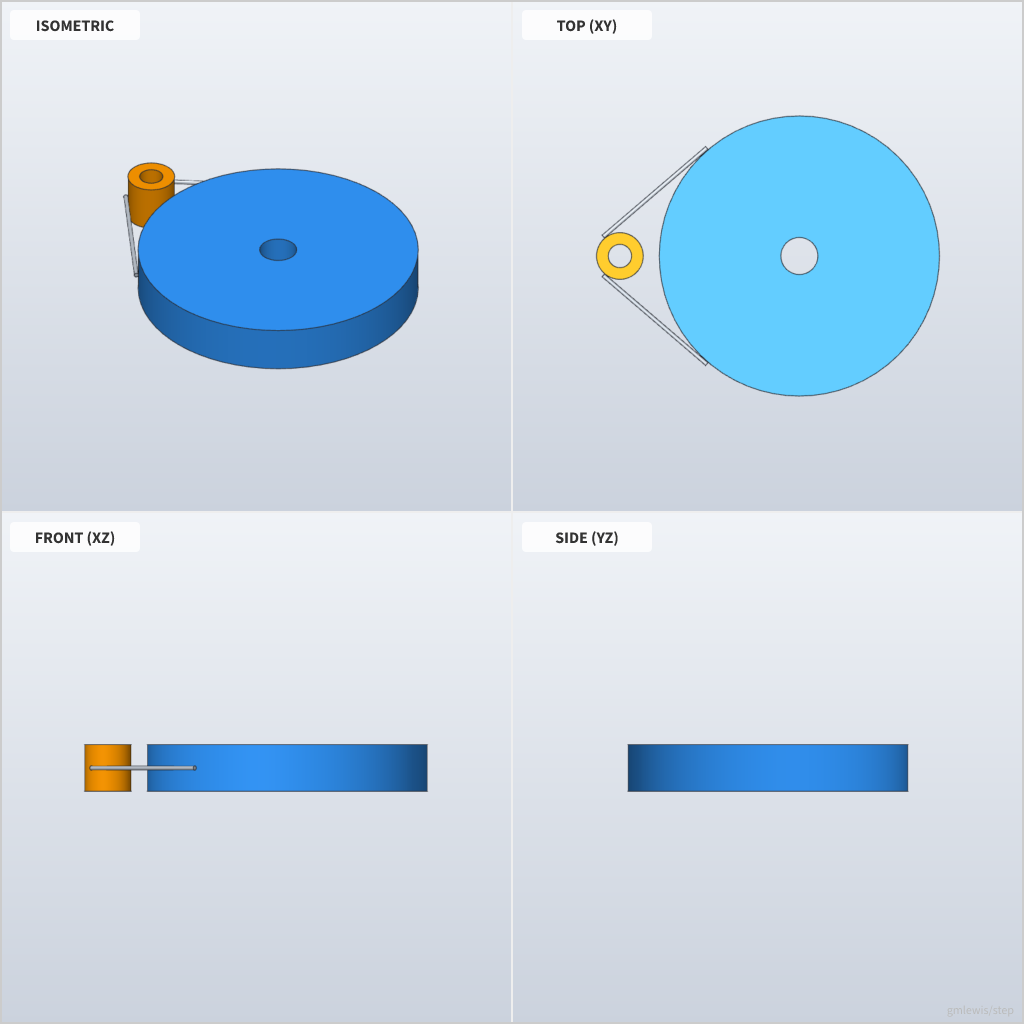 ISOMETRIC
TOP (XY)
FRONT (XZ)
SIDE (YZ)
gmlewis/step